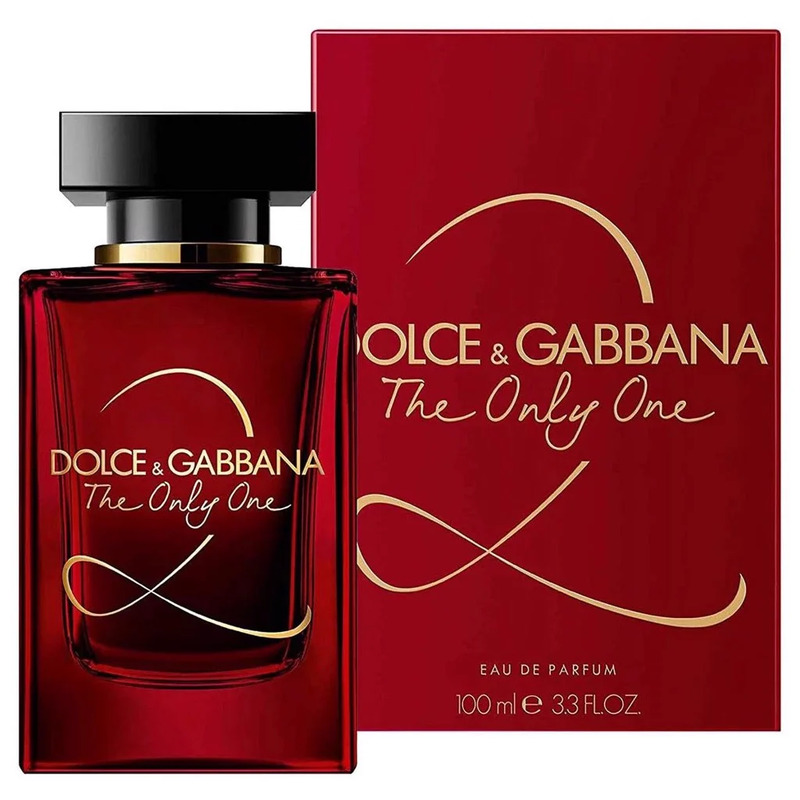 DOLCE & GABBANA
The Only One
DOLCE & GABBANA
The Only One
EAU DE PARFUM
100 ml e 3.3 FL.OZ.